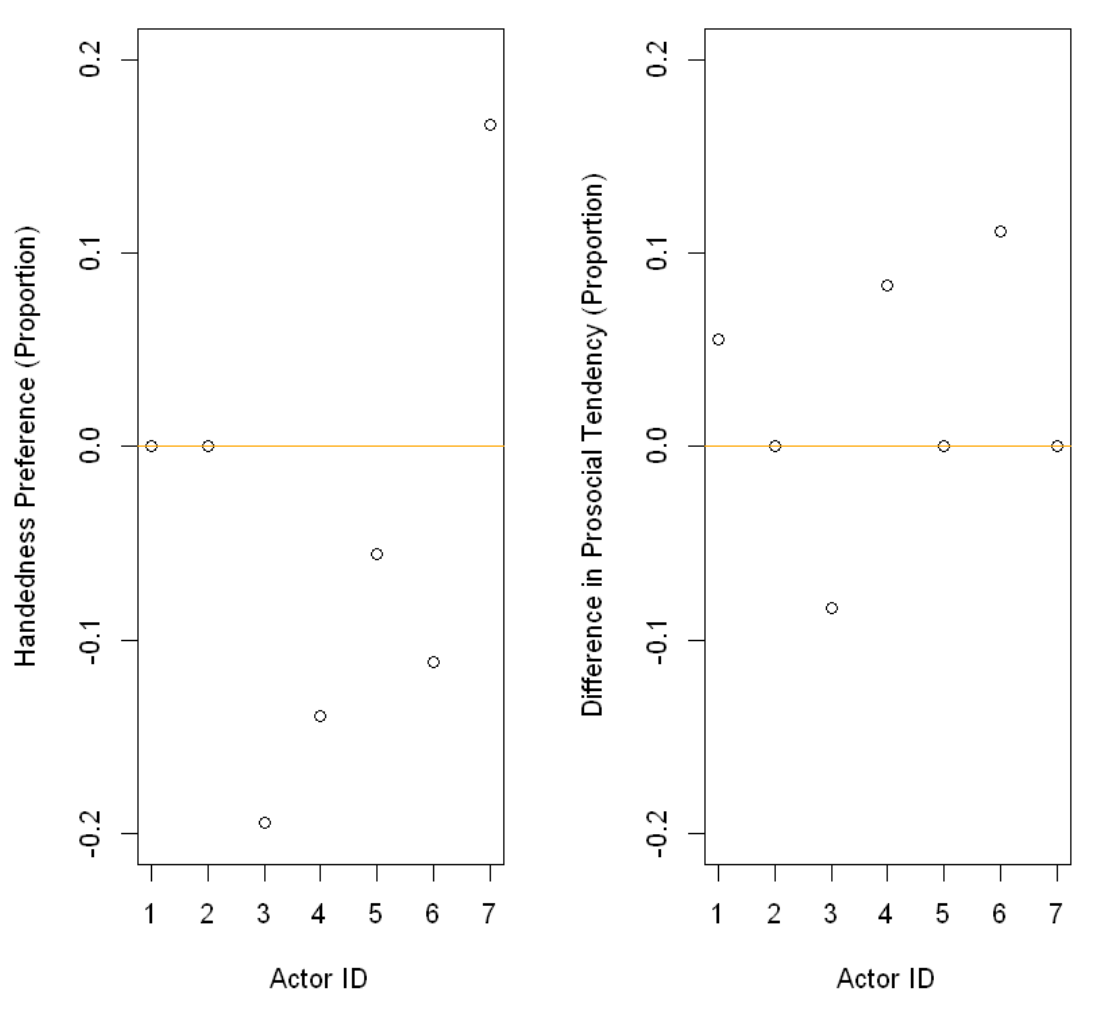 Handedness Preference (Proportion)
0.2
0.1
0.0
-0.1
-0.2
1 2 3 4 5 6 7
Actor ID
Difference in Prosocial Tendency (Proportion)
0.2
0.1
0.0
-0.1
-0.2
1 2 3 4 5 6 7
Actor ID